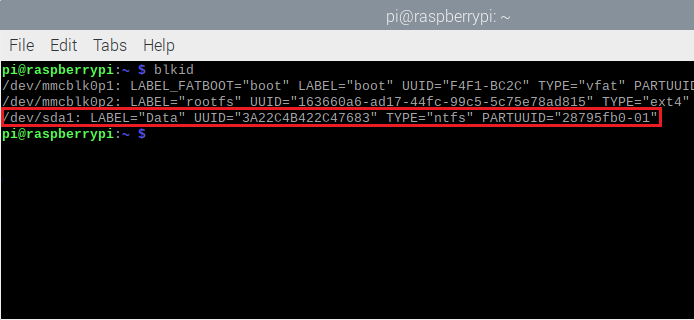 pi@raspberrypi: ~
File Edit Tabs Help
pi@raspberrypi:~ $ blkid
/dev/mmcblk0p1: LABEL_FATBOOT="boot" LABEL="boot" UUID="F4F1-BC2C" TYPE="vfat" PARTUUID
/dev/mmcblk0p2: LABEL="rootfs" UUID="163660a6-ad17-44fc-99c5-5c75e78ad815" TYPE="ext4"
/dev/sda1: LABEL="Data" UUID="3A22C4B422C47683" TYPE="ntfs" PARTUUID="28795fb0-01"
pi@raspberrypi:~ $